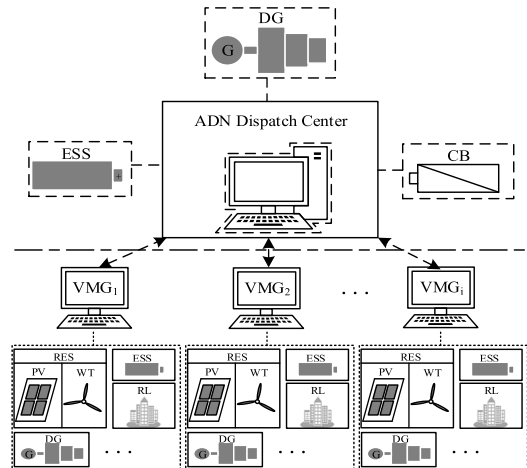 DG
G
ADN Dispatch Center
ESS
+
CB
VMG₁
VMG₂
. . .
VMGᵢ
RES
ESS
RES
ESS
RES
ESS
PV
WT
RL
PV
WT
RL
PV
WT
RL
DG
G
. . .
DG
G
. . .
DG
G
. . .